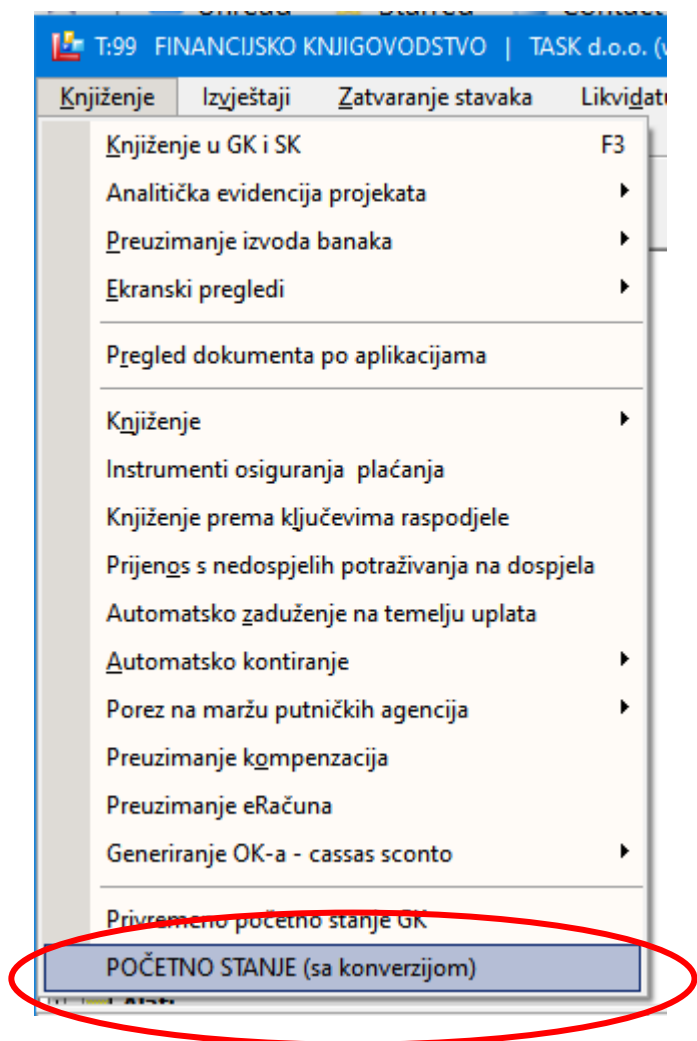 T:99 FINANCIJSKO KNJIGOVODSTVO | TASK d.o.o. (v
Knjiženje Izvještaji Zatvaranje stavaka Likvidatu
Knjiženje u GK i SK F3
Analitička evidencija projekata
Preuzimanje izvoda banaka
Ekranski pregledi
Pregled dokumenta po aplikacijama
Knjiženje
Instrumenti osiguranja plaćanja
Knjiženje prema ključevima raspodjele
Prijenos s nedospjelih potraživanja na dospjela
Automatsko zaduženje na temelju uplata
Automatsko kontiranje
Porez na maržu putničkih agencija
Preuzimanje kompenzacija
Preuzimanje eRačuna
Generiranje OK-a - cassas sconto
Privremeno početno stanje GK
POČETNO STANJE (sa konverzijom)